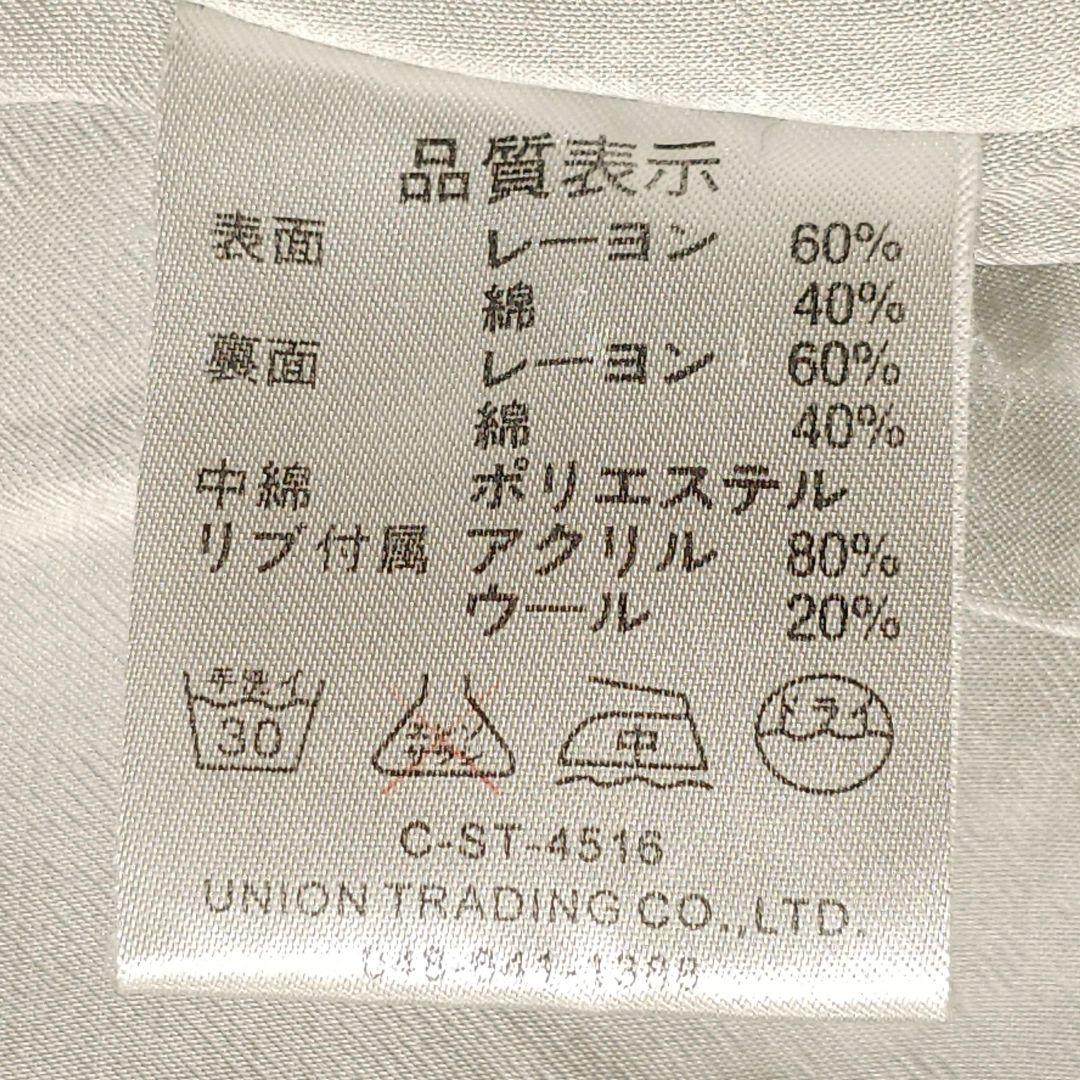 品質表示
表面 レーヨン 60%
綿 40%
裏面 レーヨン 60%
綿 40%
中綿 ポリエステル
リブ付属 アクリル 80%
ウール 20%
手洗イ 30 中 ドライ
C-ST-4516
UNION TRADING CO.,LTD.